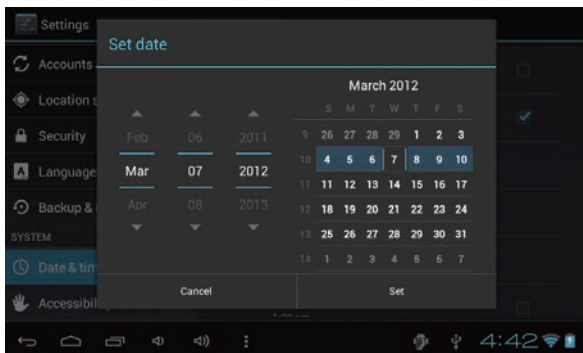 Settings
Set date
Accounts
Location s
Security
Language
Backup &
SYSTEM
Date & tim
Accessibil
March 2012
S M T W T F S
Feb 06 2011
Mar 07 2012
Apr 08 2013
9 26 27 28 29 1 2 3
10 4 5 6 7 8 9 10
11 11 12 13 14 15 16 17
12 18 19 20 21 22 23 24
13 25 26 27 28 29 30 31
14 1 2 3 4 5 6 7
Cancel Set
4:42